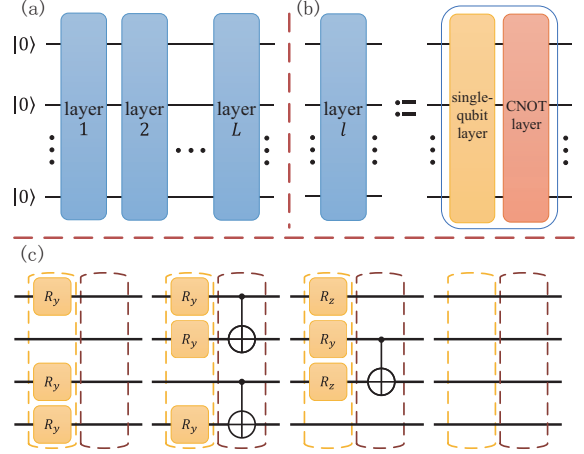 (a)
(b)
|0⟩
|0⟩
|0⟩
layer
1
layer
2
layer
L
layer
l
:=
single-
qubit
layer
CNOT
layer
(c)
R_y R_y R_z
R_y R_y
R_y R_z
R_y R_y